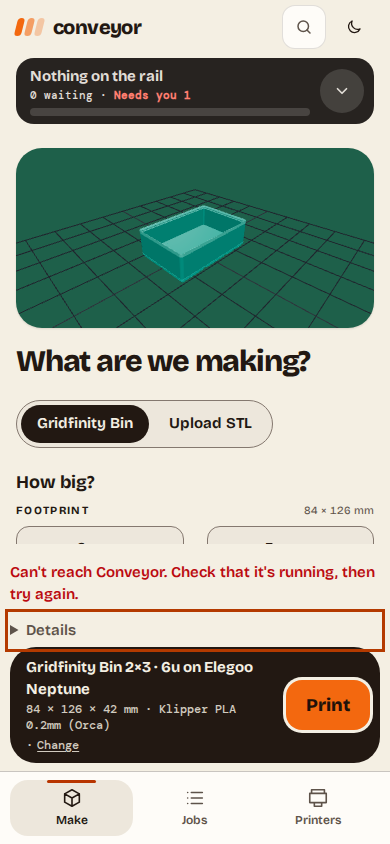 conveyor
Nothing on the rail
0 waiting · Needs you 1
What are we making?
Gridfinity Bin
Upload STL
How big?
FOOTPRINT
84 × 126 mm
Can't reach Conveyor. Check that it's running, then
try again.
Details
Gridfinity Bin 2×3 · 6u on Elegoo
Neptune
84 × 126 × 42 mm · Klipper PLA
0.2mm (Orca)
· Change
Print
Make
Jobs
Printers